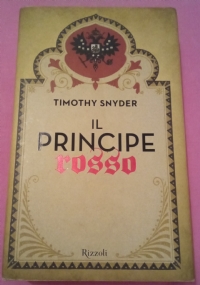 TIMOTHY SNYDER
IL
PRINCIPE
rosso
Rizzoli